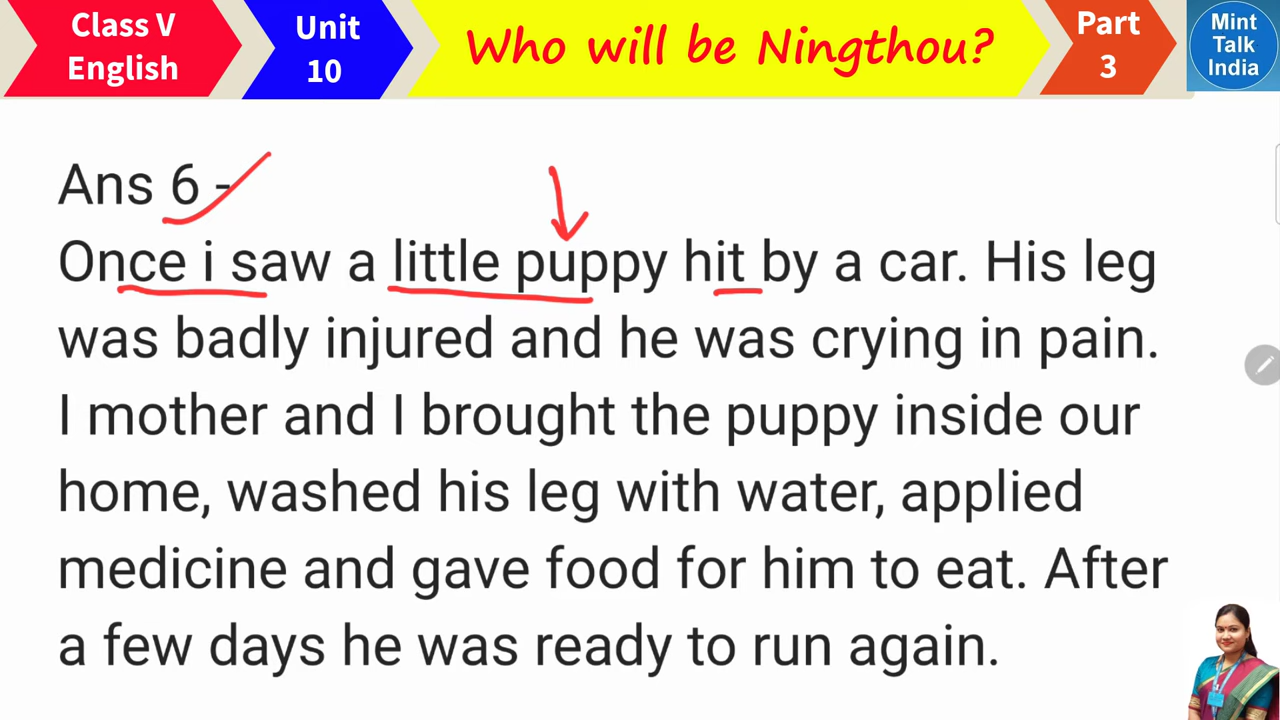 Class V
English
Unit
10
Who will be Ningthou?
Part
3
Mint
Talk
India
Ans 6 -
Once i saw a little puppy hit by a car. His leg
was badly injured and he was crying in pain.
I mother and I brought the puppy inside our
home, washed his leg with water, applied
medicine and gave food for him to eat. After
a few days he was ready to run again.